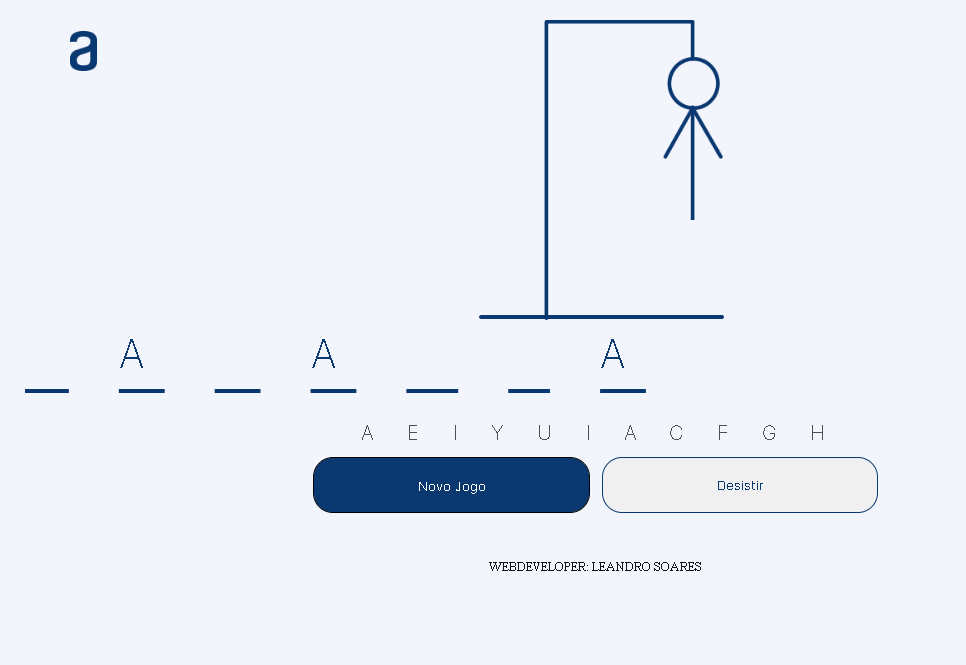 a
A A A
A E I Y U I A C F G H
Novo Jogo Desistir
WEBDEVELOPER: LEANDRO SOARES